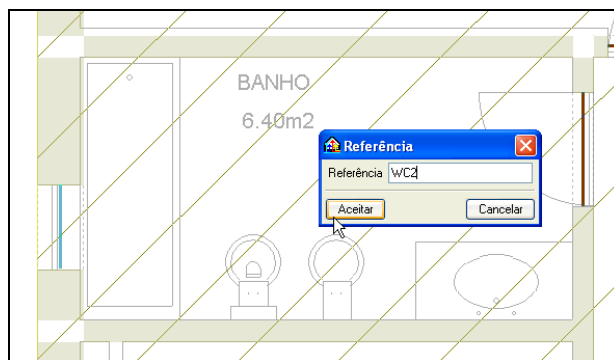 BANHO
6.40m2
Referência
Referência WC2
Aceitar Cancelar